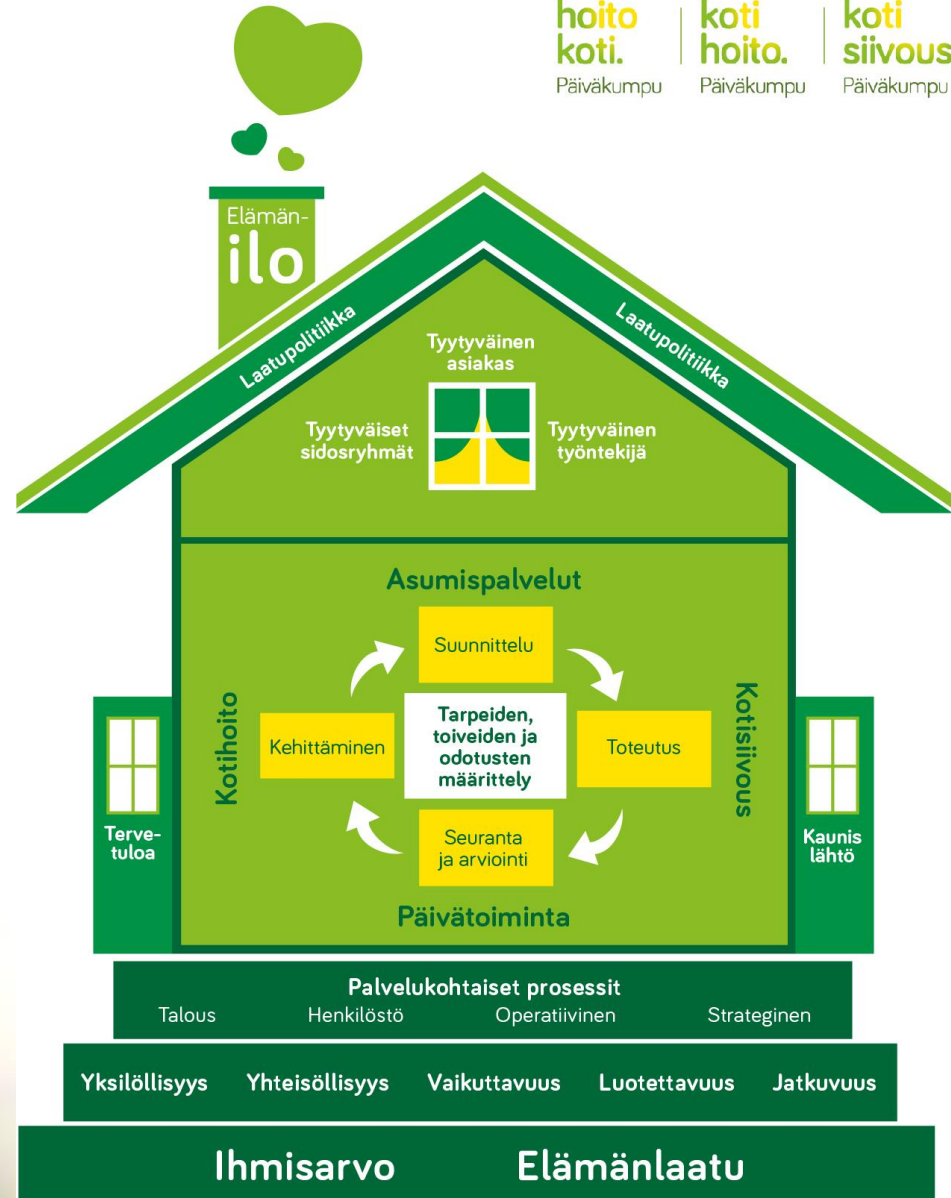 hoito
koti.
Päiväkumpu
koti
hoito.
Päiväkumpu
koti
siivous
Päiväkumpu
Elämän-
ilo
Laatupolitiikka
Laatupolitiikka
Tyytyväinen
asiakas
Tyytyväiset
sidosryhmät
Tyytyväinen
työntekijä
Asumispalvelut
Suunnittelu
Kotihoito
Kehittäminen
Tarpeiden,
toiveiden ja
odotusten
määrittely
Toteutus
Kotisiivous
Seuranta
ja arviointi
Päivätoiminta
Terve-
tuloa
Kaunis
lähtö
Palvelukohtaiset prosessit
Talous Henkilöstö Operatiivinen Strateginen
Yksilöllisyys Yhteisöllisyys Vaikuttavuus Luotettavuus Jatkuvuus
Ihmisarvo Elämänlaatu